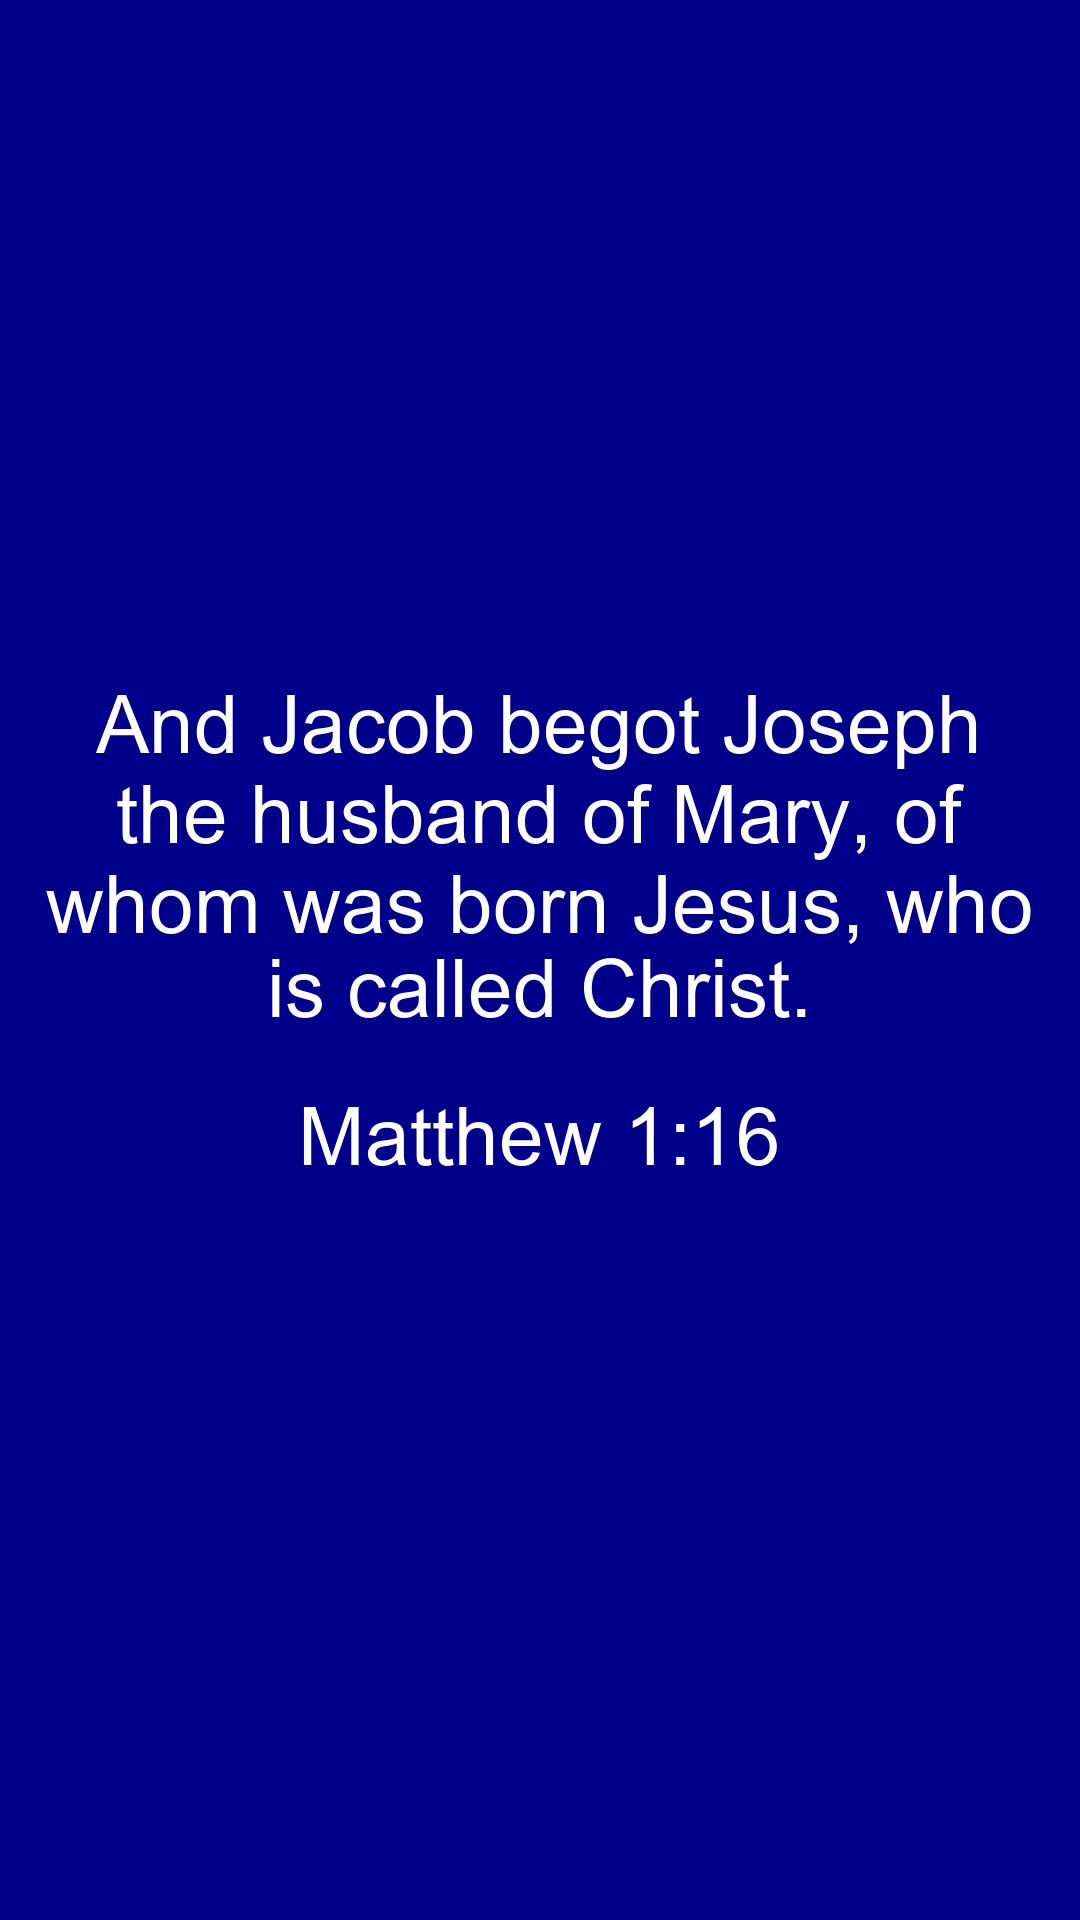 And Jacob begot Joseph
the husband of Mary, of
whom was born Jesus, who
is called Christ.
Matthew 1:16